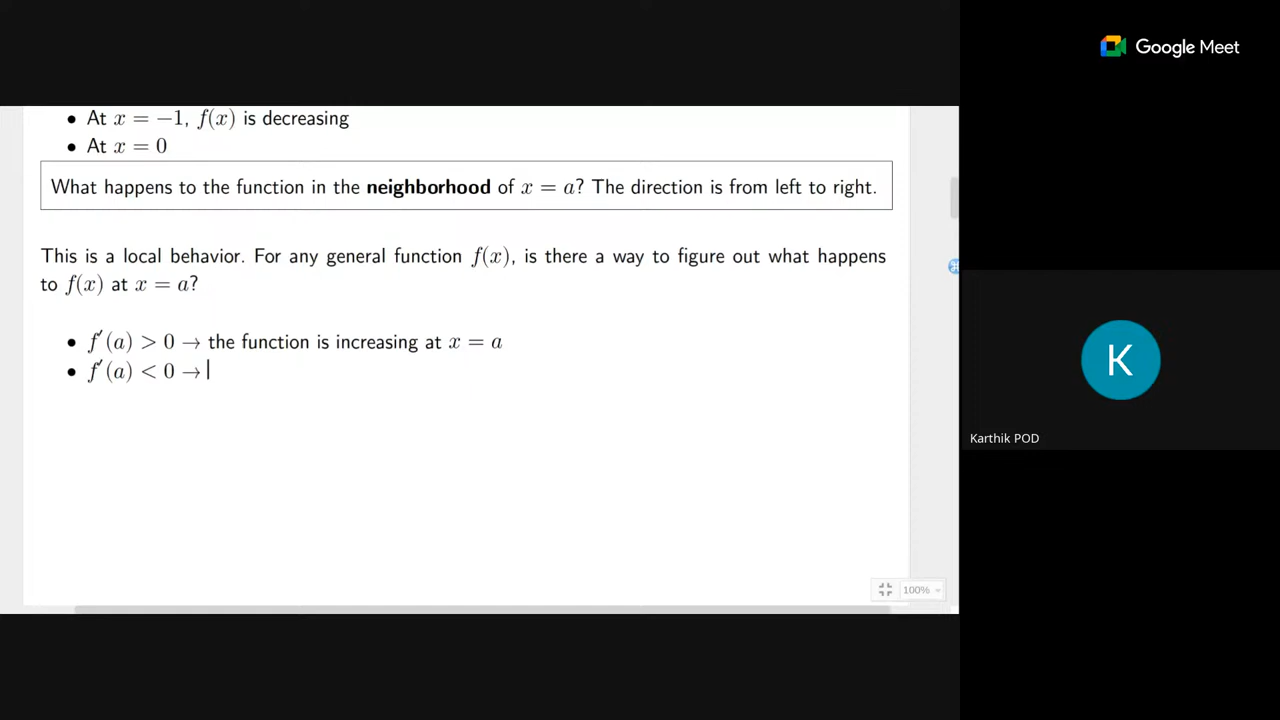 Google Meet
• At x = −1, f(x) is decreasing
• At x = 0
What happens to the function in the neighborhood of x = a? The direction is from left to right.
This is a local behavior. For any general function f(x), is there a way to figure out what happens
to f(x) at x = a?
• f′(a) > 0 → the function is increasing at x = a
• f′(a) < 0 →
K
Karthik POD
100%